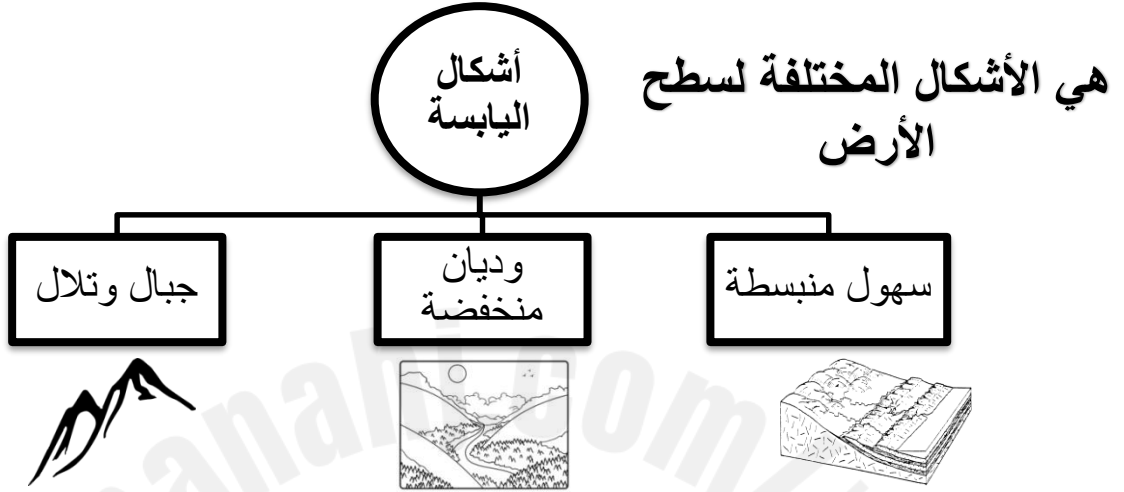 أشكال
اليابسة
هي الأشكال المختلفة لسطح
الأرض
سهول منبسطة
وديان
منخفضة
جبال وتلال